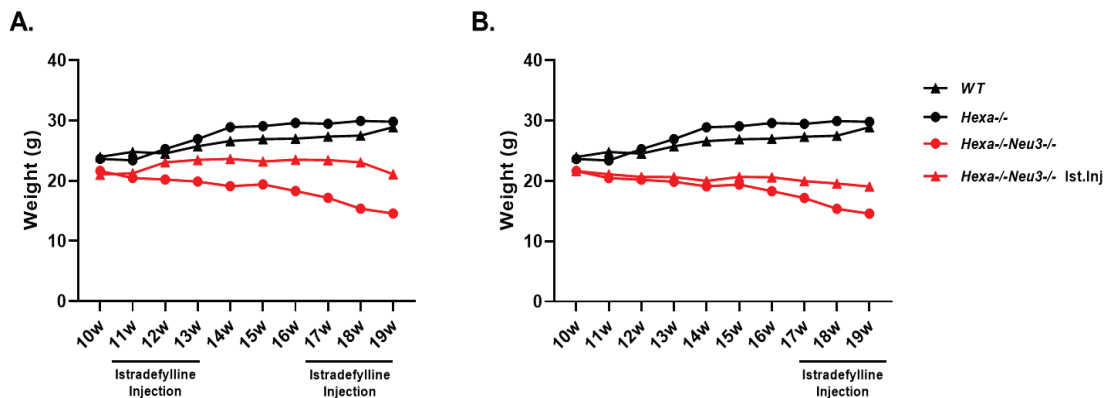 A.
Weight (g)
40
30
20
10
0
10w 11w 12w 13w 14w 15w 16w 17w 18w 19w
Istradefylline
Injection
Istradefylline
Injection
B.
Weight (g)
40
30
20
10
0
10w 11w 12w 13w 14w 15w 16w 17w 18w 19w
Istradefylline
Injection
WT
Hexa-/-
Hexa-/-Neu3-/-
Hexa-/-Neu3-/- Ist.Inj